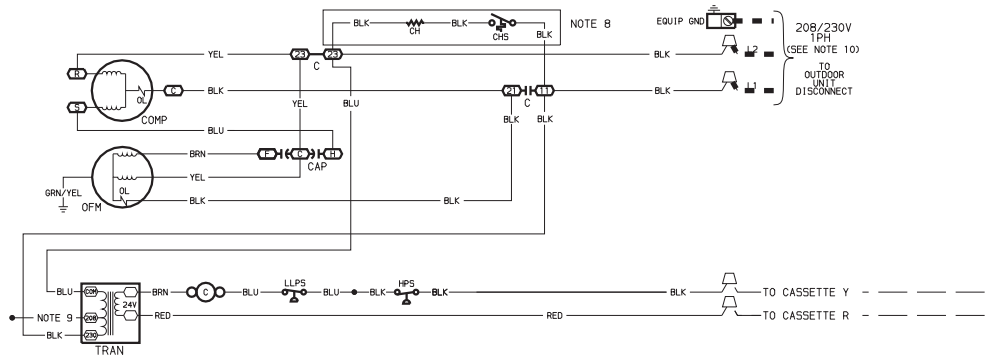 BLK CH BLK CHS BLK NOTE 8
EQUIP GND
208/230V
1PH
(SEE NOTE 10)
TO
OUTDOOR
UNIT
DISCONNECT
YEL 23 23 C BLK L2
R
OL C BLK 21 11 C BLK L1
S COMP
YEL BLU BLK BLK
BLU
BRN F C H
CAP
YEL
GRN/YEL OL BLK BLK
OFM
BLU COM BRN C BLU LLPS BLU BLK HPS BLK BLK TO CASSETTE Y
24V
NOTE 9 208 RED RED TO CASSETTE R
BLK 230
TRAN